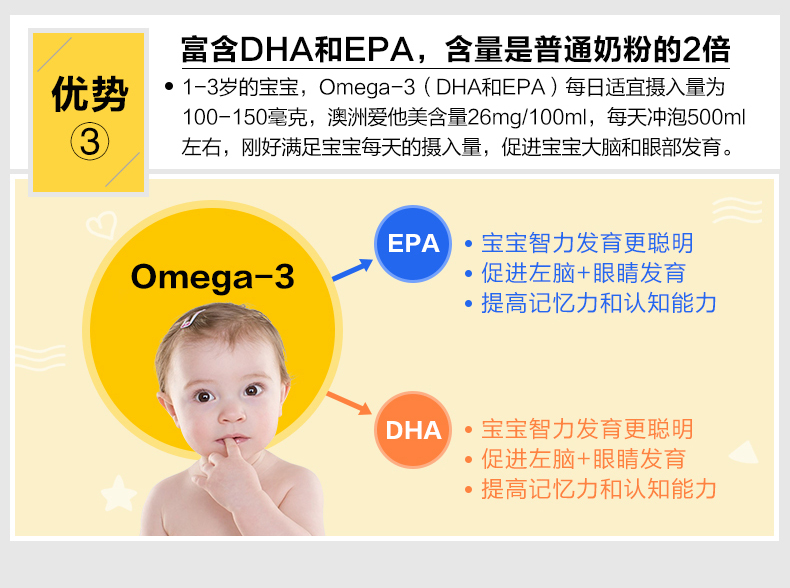 优势
③
富含DHA和EPA，含量是普通奶粉的2倍
• 1-3岁的宝宝，Omega-3（DHA和EPA）每日适宜摄入量为
100-150毫克，澳洲爱他美含量26mg/100ml，每天冲泡500ml
左右，刚好满足宝宝每天的摄入量，促进宝宝大脑和眼部发育。
Omega-3
EPA
• 宝宝智力发育更聪明
• 促进左脑+眼睛发育
• 提高记忆力和认知能力
DHA
• 宝宝智力发育更聪明
• 促进左脑+眼睛发育
• 提高记忆力和认知能力